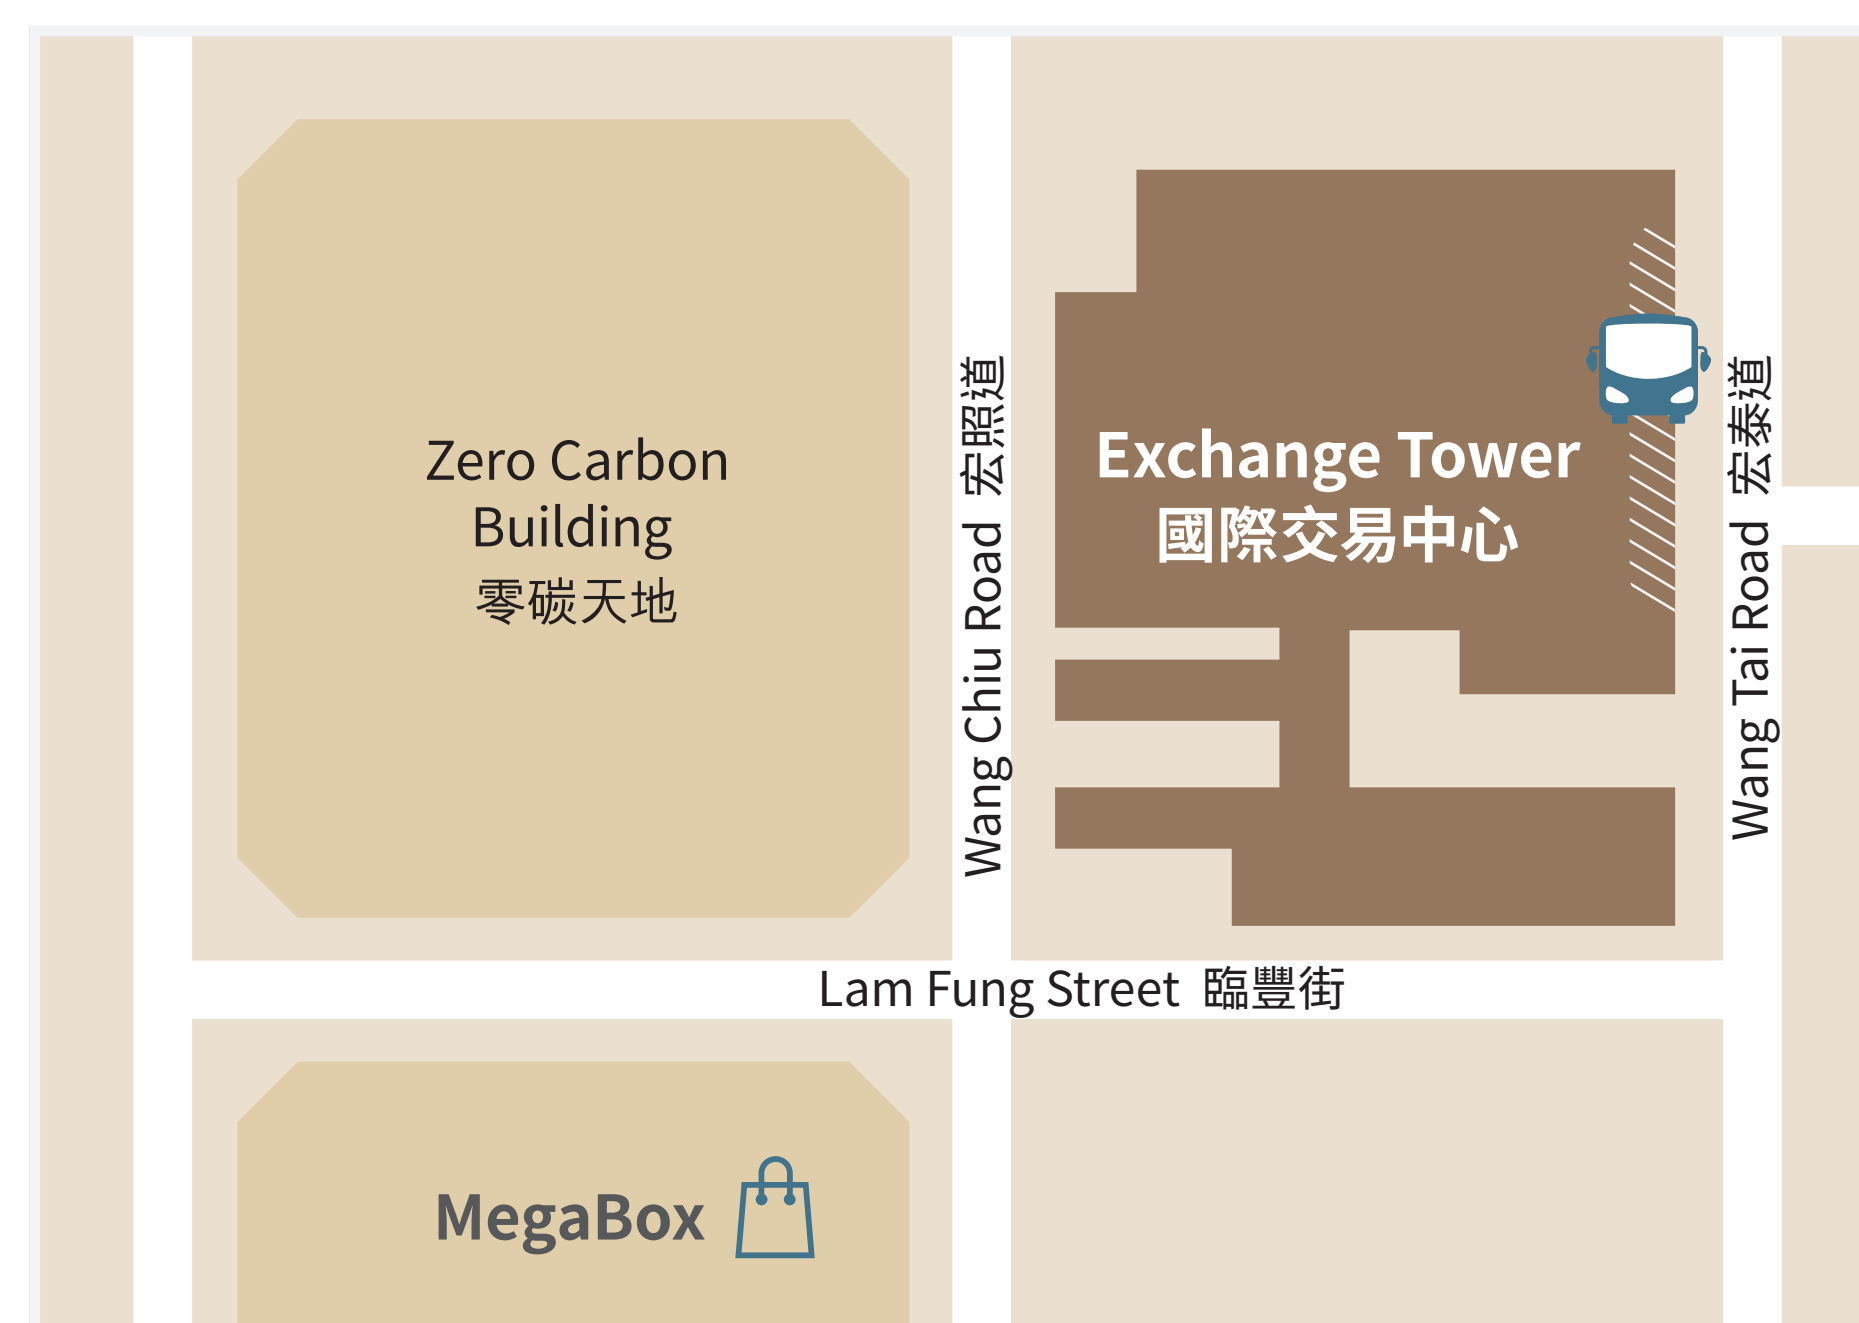 Zero Carbon
Building
零碳天地
Wang Chiu Road 宏照道
Exchange Tower
國際交易中心
Wang Tai Road 宏泰道
Lam Fung Street 臨豐街
MegaBox